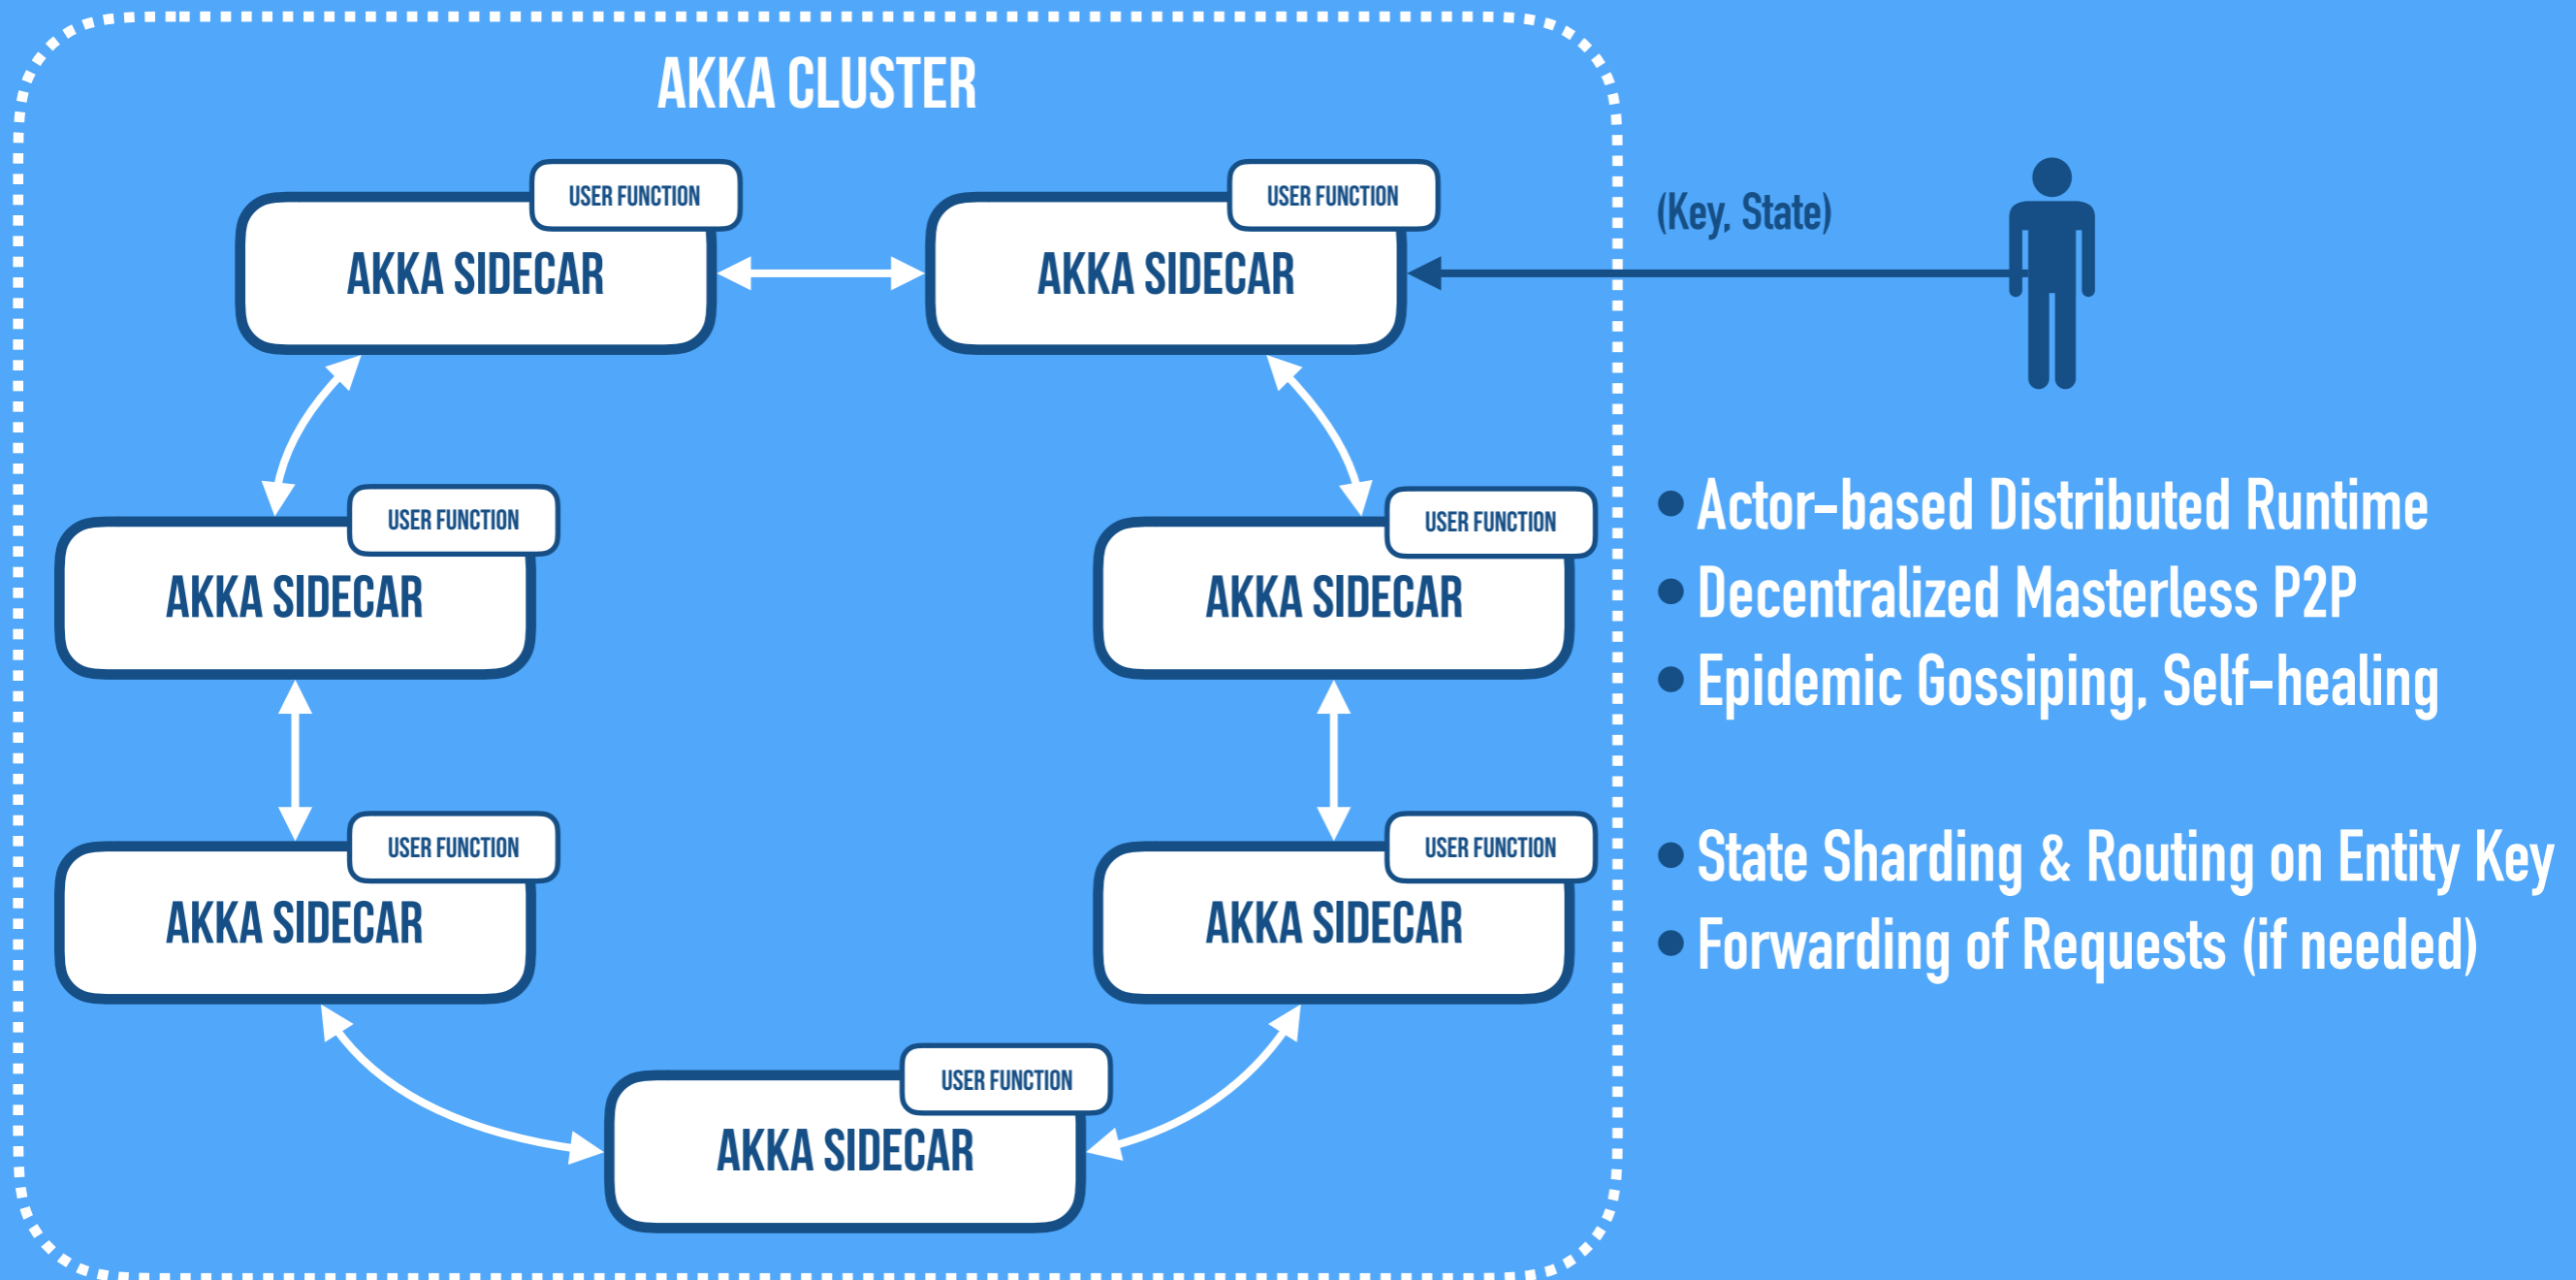 AKKA CLUSTER
USER FUNCTION
AKKA SIDECAR
USER FUNCTION
AKKA SIDECAR
(Key, State)
USER FUNCTION
AKKA SIDECAR
USER FUNCTION
AKKA SIDECAR
USER FUNCTION
AKKA SIDECAR
USER FUNCTION
AKKA SIDECAR
USER FUNCTION
AKKA SIDECAR
• Actor-based Distributed Runtime
• Decentralized Masterless P2P
• Epidemic Gossiping, Self-healing
• State Sharding & Routing on Entity Key
• Forwarding of Requests (if needed)